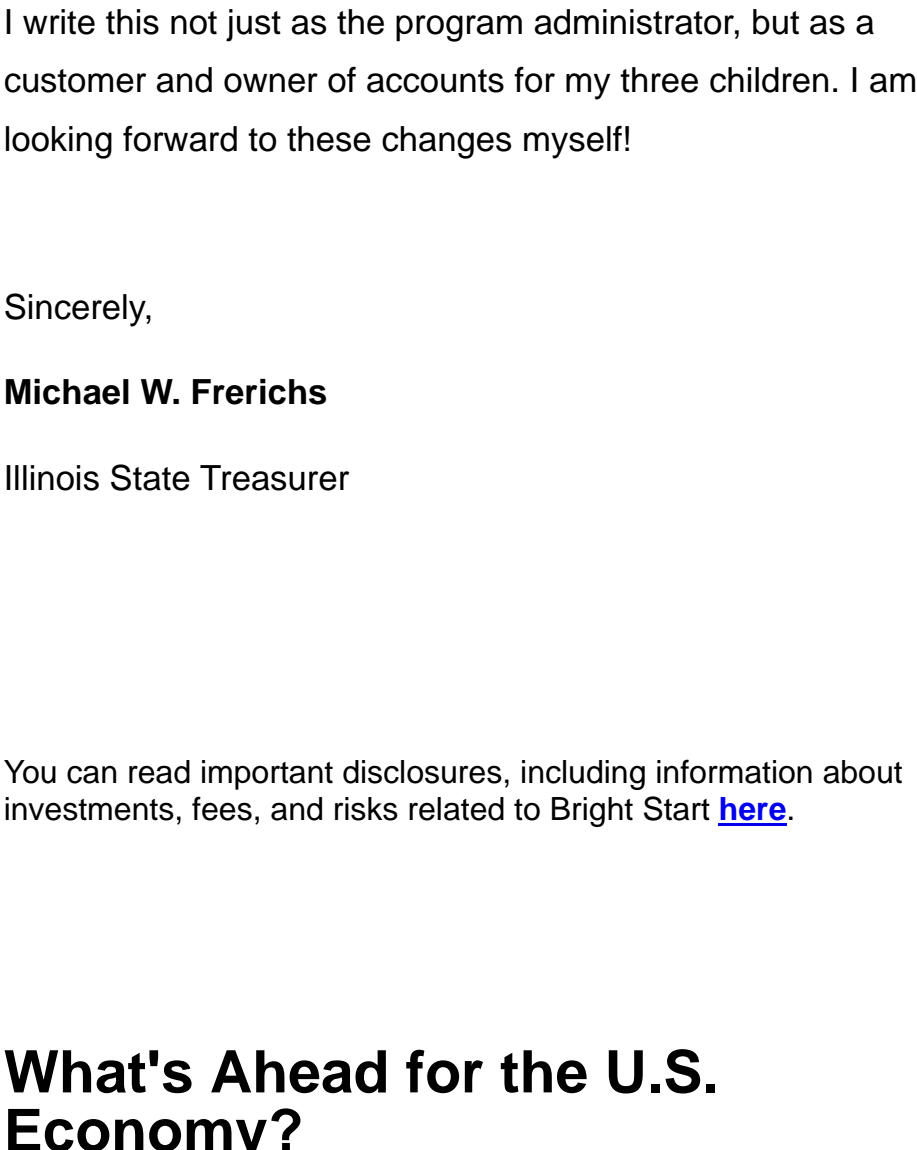 I write this not just as the program administrator, but as a
customer and owner of accounts for my three children. I am
looking forward to these changes myself!
Sincerely,
Michael W. Frerichs
Illinois State Treasurer
You can read important disclosures, including information about
investments, fees, and risks related to Bright Start here.
What's Ahead for the U.S.
Economy?